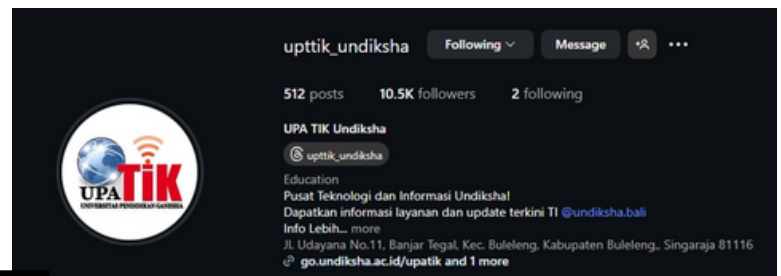 upttik_undiksha Following Message
512 posts 10.5K followers 2 following
UPA TIK Undiksha
upttik_undiksha
Education
Pusat Teknologi dan Informasi Undiksha!
Dapatkan informasi layanan dan update terkini TI @undiksha.bali
Info Lebih... more
Jl. Udayana No.11, Banjar Tegal, Kec. Buleleng, Kabupaten Buleleng,, Singaraja 81116
go.undiksha.ac.id/upatik and 1 more
UPA TIK
UNIVERSITAS PENDIDIKAN GANESHA